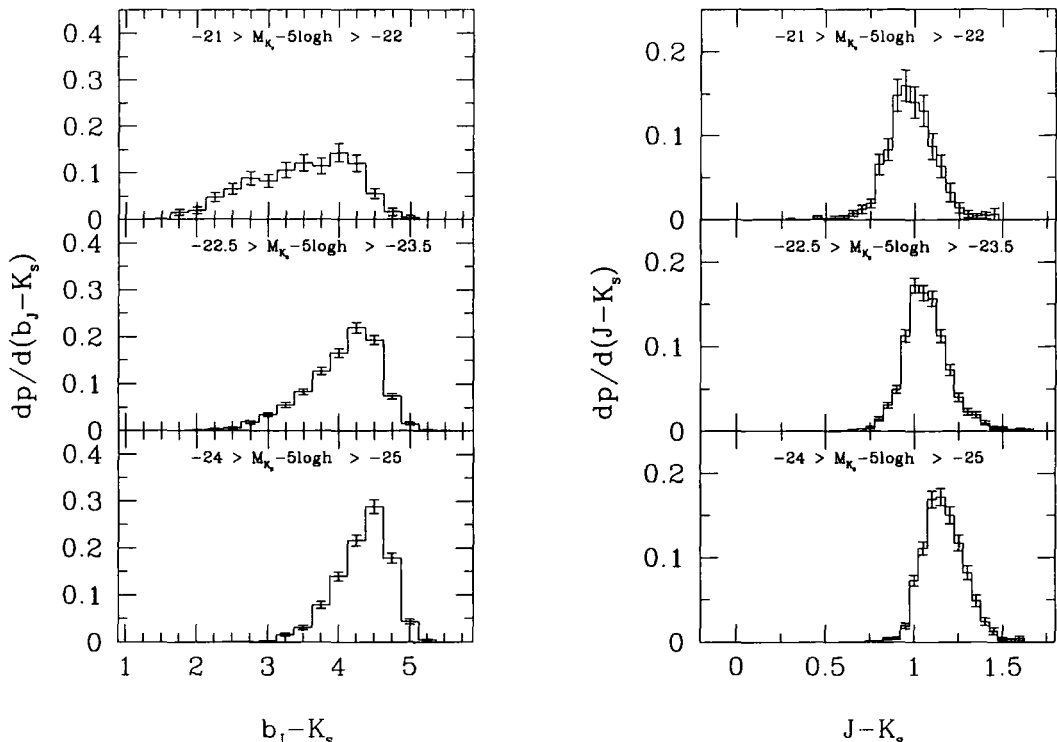 -21 > M_Ks-5logh > -22
0.4
0.3
0.2
0.1
0
-22.5 > M_Ks-5logh > -23.5
0.4
0.3
0.2
0.1
0
-24 > M_Ks-5logh > -25
0.4
0.3
0.2
0.1
0
1 2 3 4 5
b_J-K_s
dp/d(b_J-K_s)
-21 > M_Ks-5logh > -22
0.2
0.1
0
-22.5 > M_Ks-5logh > -23.5
0.2
0.1
0
-24 > M_Ks-5logh > -25
0.2
0.1
0
0 0.5 1 1.5
J-K_s
dp/d(J-K_s)